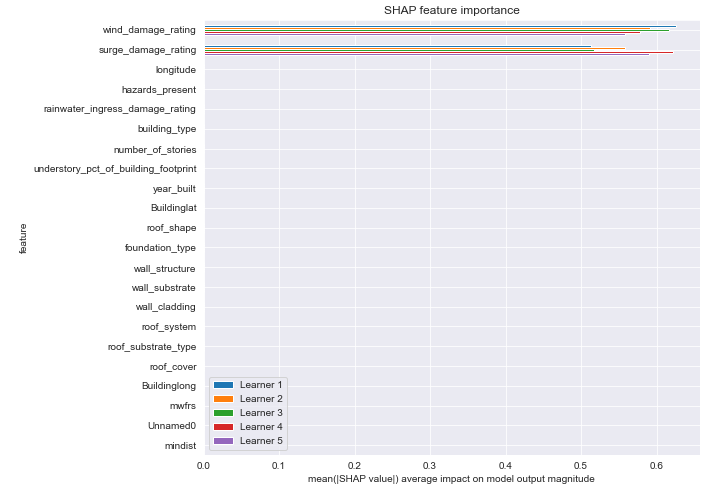 SHAP feature importance
wind_damage_rating
surge_damage_rating
longitude
hazards_present
rainwater_ingress_damage_rating
building_type
number_of_stories
understory_pct_of_building_footprint
year_built
Buildinglat
roof_shape
foundation_type
wall_structure
wall_substrate
wall_cladding
roof_system
roof_substrate_type
roof_cover
Buildinglong
mwfrs
Unnamed0
mindist
feature
Learner 1
Learner 2
Learner 3
Learner 4
Learner 5
0.0 0.1 0.2 0.3 0.4 0.5 0.6
mean(|SHAP value|) average impact on model output magnitude